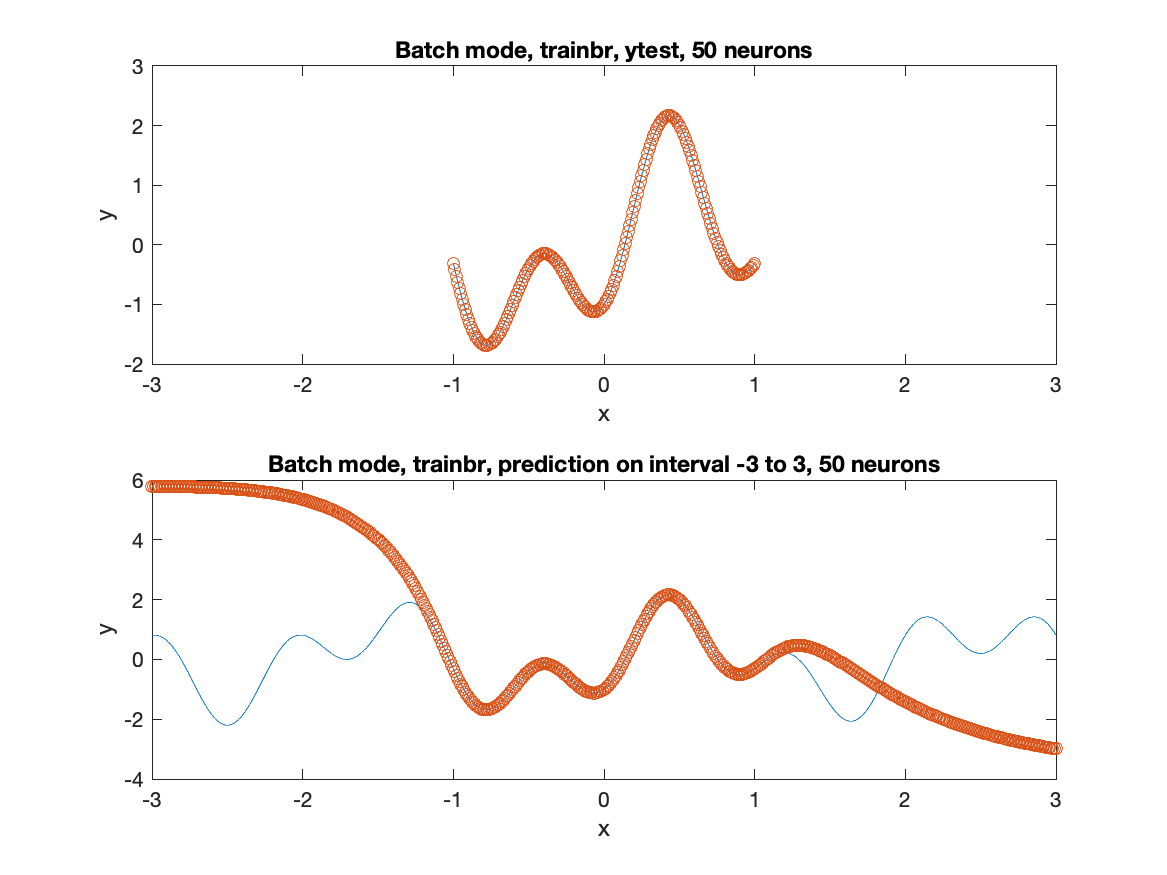 Batch mode, trainbr, ytest, 50 neurons
3
2
1
0
-1
-2
y
-3 -2 -1 0 1 2 3
x
Batch mode, trainbr, prediction on interval -3 to 3, 50 neurons
6
4
2
0
-2
-4
y
-3 -2 -1 0 1 2 3
x